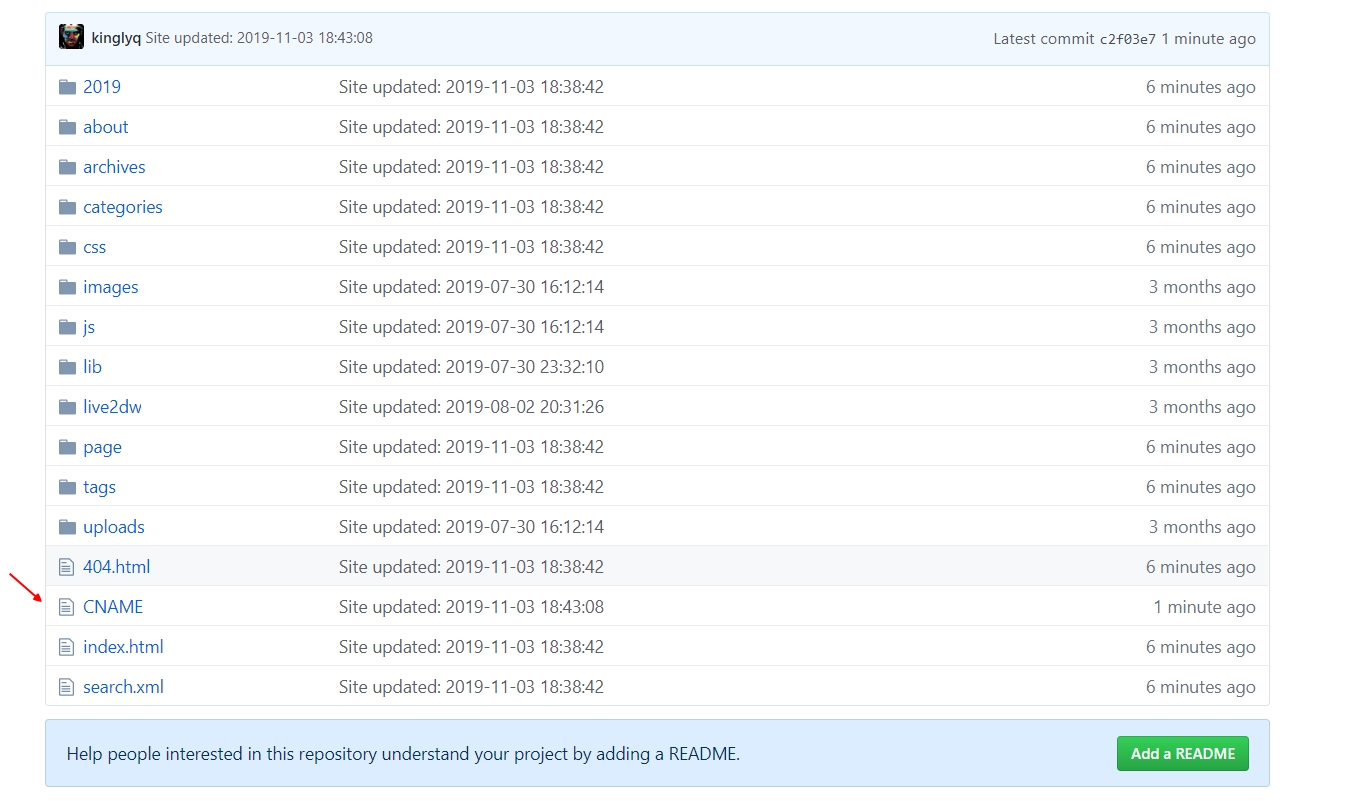 kinglyq Site updated: 2019-11-03 18:43:08 Latest commit c2f03e7 1 minute ago
2019 Site updated: 2019-11-03 18:38:42 6 minutes ago
about Site updated: 2019-11-03 18:38:42 6 minutes ago
archives Site updated: 2019-11-03 18:38:42 6 minutes ago
categories Site updated: 2019-11-03 18:38:42 6 minutes ago
css Site updated: 2019-11-03 18:38:42 6 minutes ago
images Site updated: 2019-07-30 16:12:14 3 months ago
js Site updated: 2019-07-30 16:12:14 3 months ago
lib Site updated: 2019-07-30 23:32:10 3 months ago
live2dw Site updated: 2019-08-02 20:31:26 3 months ago
page Site updated: 2019-11-03 18:38:42 6 minutes ago
tags Site updated: 2019-11-03 18:38:42 6 minutes ago
uploads Site updated: 2019-07-30 16:12:14 3 months ago
404.html Site updated: 2019-11-03 18:38:42 6 minutes ago
CNAME Site updated: 2019-11-03 18:43:08 1 minute ago
index.html Site updated: 2019-11-03 18:38:42 6 minutes ago
search.xml Site updated: 2019-11-03 18:38:42 6 minutes ago
Help people interested in this repository understand your project by adding a README. Add a README